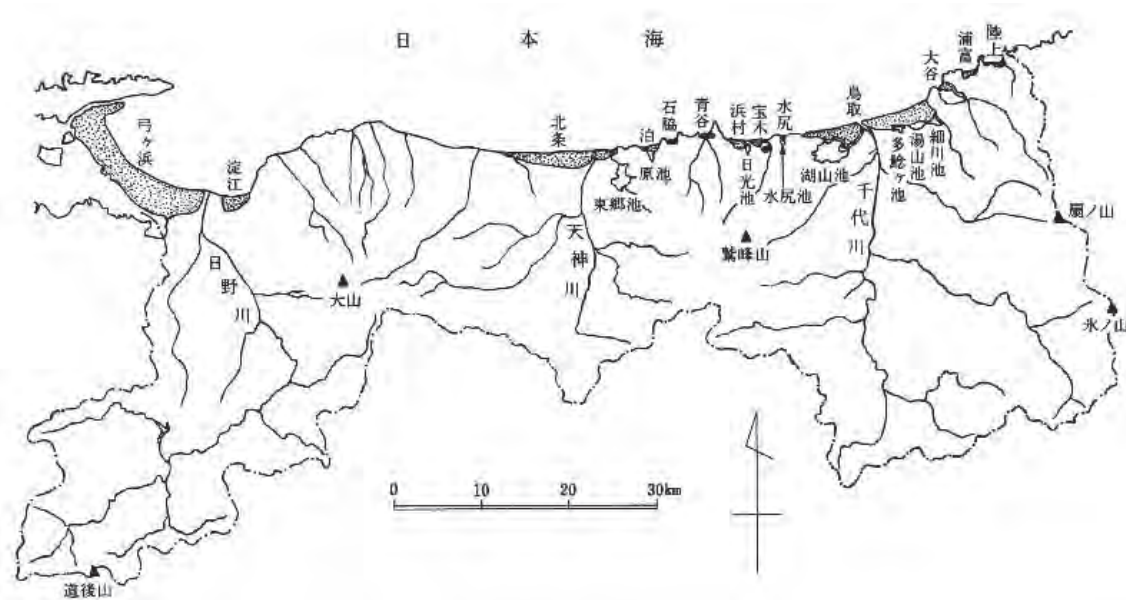 日本海
陸上
浦富
大谷
鳥取
水尻
宝木
浜村
青谷
石脇
泊
北条
淀江
弓ヶ浜
細川池
湯山池
多鯰ヶ池
湖山池
水尻池
日光池
原池
東郷池
千代川
天神川
日野川
扇ノ山
鷲峰山
大山
氷ノ山
道後山
0 10 20 30km